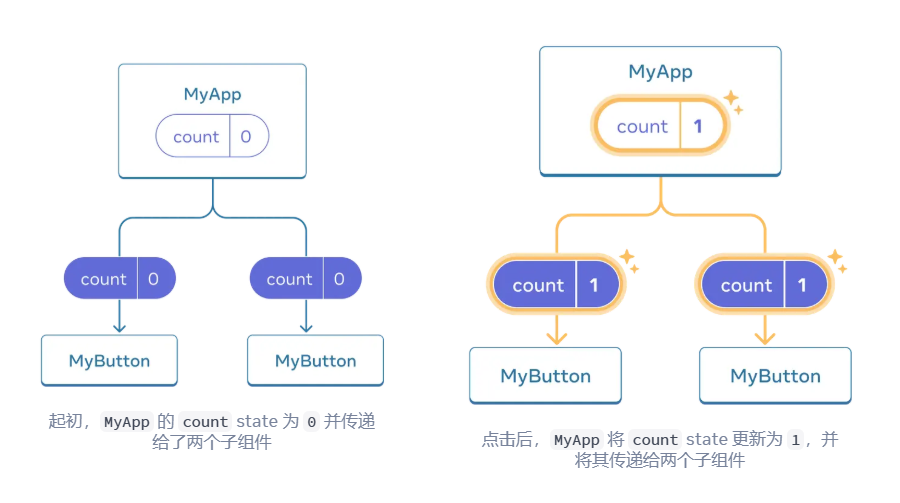 MyApp
count 0
count 0
count 0
MyButton
MyButton
起初，MyApp 的 count state 为 0 并传递
给了两个子组件
MyApp
count 1
count 1
count 1
MyButton
MyButton
点击后，MyApp 将 count state 更新为 1，并
将其传递给两个子组件